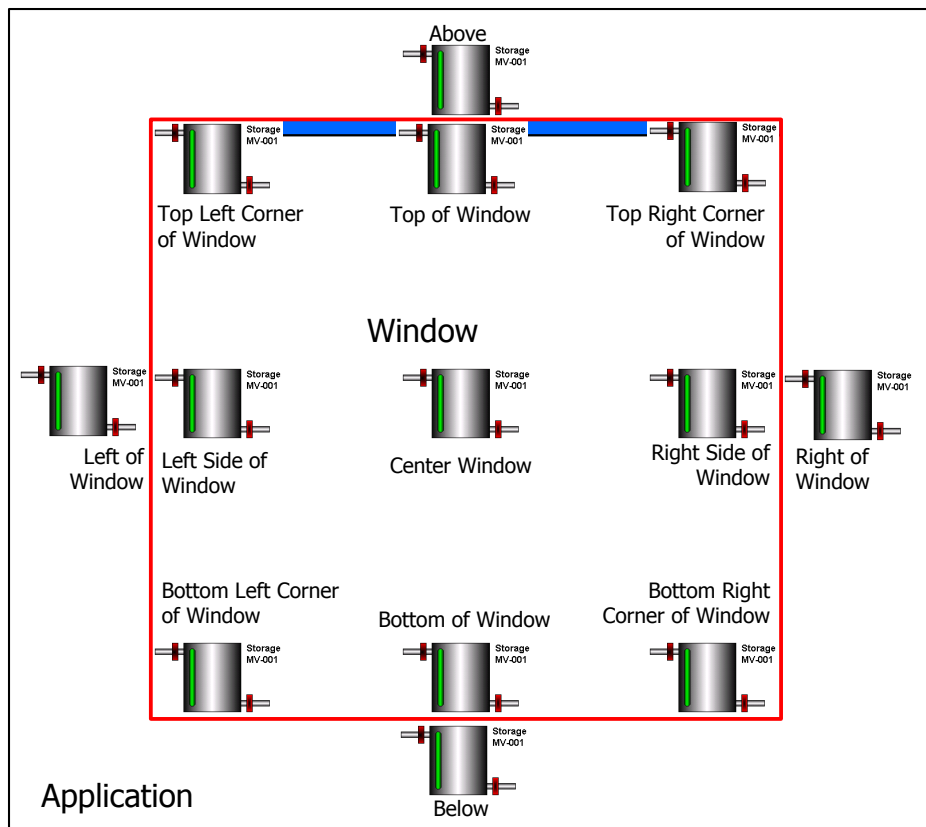 Above
Storage
MV-001
Storage
MV-001
Storage
MV-001
Storage
MV-001
Top Left Corner
of Window
Top of Window
Top Right Corner
of Window
Window
Storage
MV-001
Storage
MV-001
Storage
MV-001
Storage
MV-001
Storage
MV-001
Left of
Window
Left Side of
Window
Center Window
Right Side of
Window
Right of
Window
Bottom Left Corner
of Window
Bottom of Window
Bottom Right
Corner of Window
Storage
MV-001
Storage
MV-001
Storage
MV-001
Storage
MV-001
Application
Below